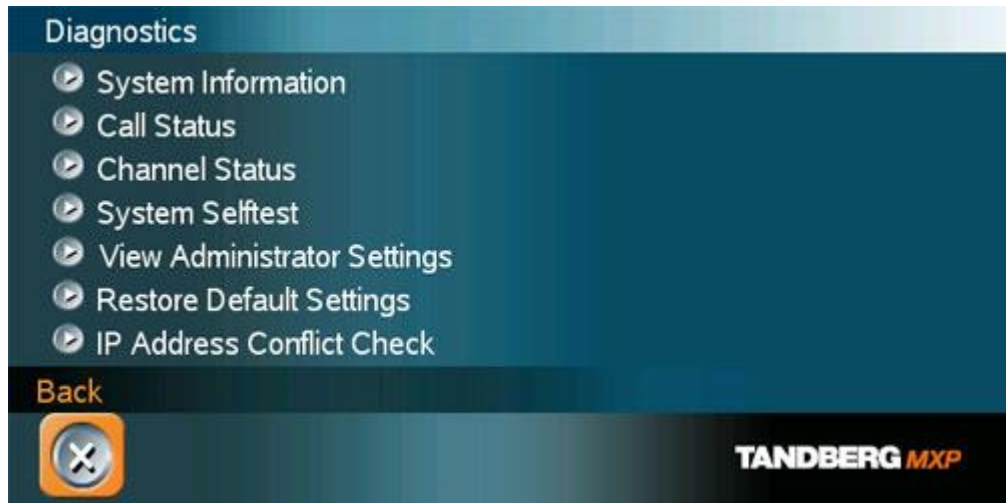 Diagnostics
System Information
Call Status
Channel Status
System Selftest
View Administrator Settings
Restore Default Settings
IP Address Conflict Check
Back
TANDBERG MXP